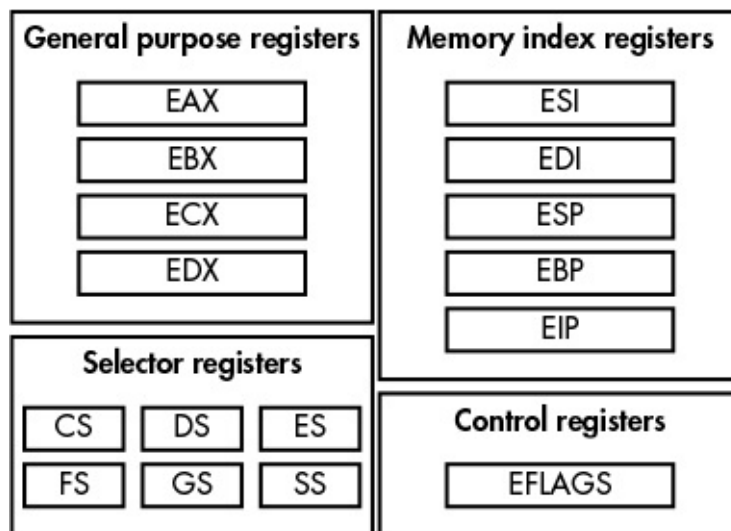 General purpose registers
EAX
EBX
ECX
EDX
Memory index registers
ESI
EDI
ESP
EBP
EIP
Selector registers
CS DS ES
FS GS SS
Control registers
EFLAGS